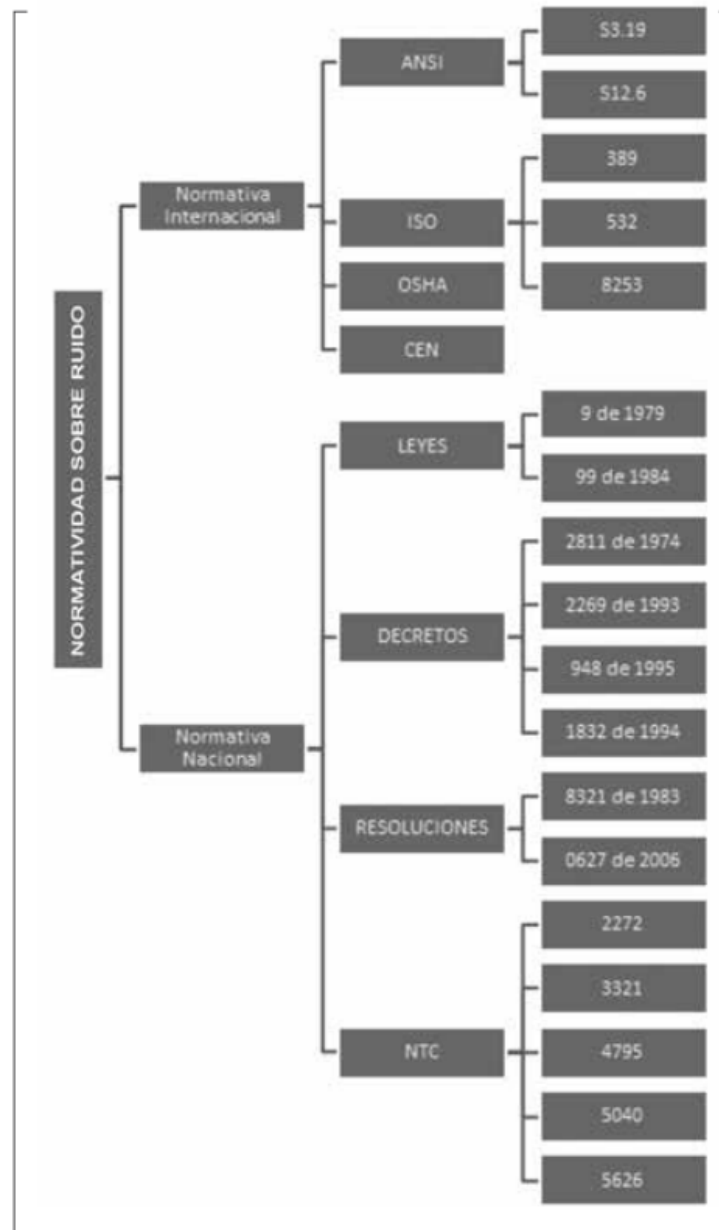 NORMATIVIDAD SOBRE RUIDO
Normativa
Internacional
ANSI
S3.19
S12.6
ISO
389
532
8253
OSHA
CEN
Normativa
Nacional
LEYES
9 de 1979
99 de 1984
DECRETOS
2811 de 1974
2269 de 1993
948 de 1995
1832 de 1994
RESOLUCIONES
8321 de 1983
0627 de 2006
NTC
2272
3321
4795
5040
5626